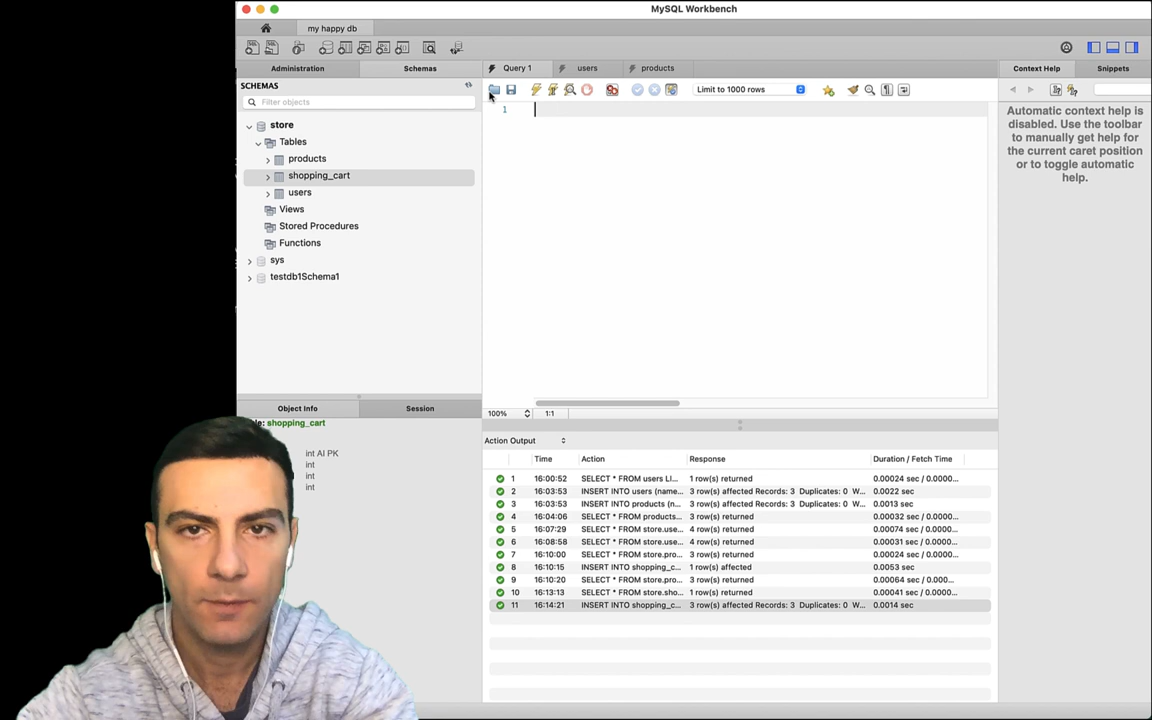 MySQL Workbench
my happy db
Administration
Schemas
Query 1
users
products
Context Help
Snippets
SCHEMAS
Filter objects
Limit to 1000 rows
store
Tables
products
shopping_cart
users
Views
Stored Procedures
Functions
sys
testdb1Schema1
1
Automatic context help is
disabled. Use the toolbar
to manually get help for
the current caret position
or to toggle automatic
help.
100%
1:1
Object Info
Session
shopping_cart
int AI PK
int
int
int
Action Output
Time Action Response Duration / Fetch Time
1 16:00:52 SELECT * FROM users LI... 1 row(s) returned 0.00024 sec / 0.0000...
2 16:03:53 INSERT INTO users (name... 3 row(s) affected Records: 3 Duplicates: 0 W... 0.0022 sec
3 16:03:53 INSERT INTO products (n... 3 row(s) affected Records: 3 Duplicates: 0 W... 0.0013 sec
4 16:04:06 SELECT * FROM products... 3 row(s) returned 0.00032 sec / 0.0000...
5 16:07:29 SELECT * FROM store.use... 4 row(s) returned 0.00074 sec / 0.0000...
6 16:08:58 SELECT * FROM store.use... 4 row(s) returned 0.00031 sec / 0.0000...
7 16:10:00 SELECT * FROM store.pro... 3 row(s) returned 0.00024 sec / 0.0000...
8 16:10:15 INSERT INTO shopping_c... 1 row(s) affected 0.0053 sec
9 16:10:20 SELECT * FROM store.pro... 3 row(s) returned 0.00064 sec / 0.000...
10 16:13:13 SELECT * FROM store.sho... 1 row(s) returned 0.00041 sec / 0.0000...
11 16:14:21 INSERT INTO shopping_c... 3 row(s) affected Records: 3 Duplicates: 0 W... 0.0014 sec